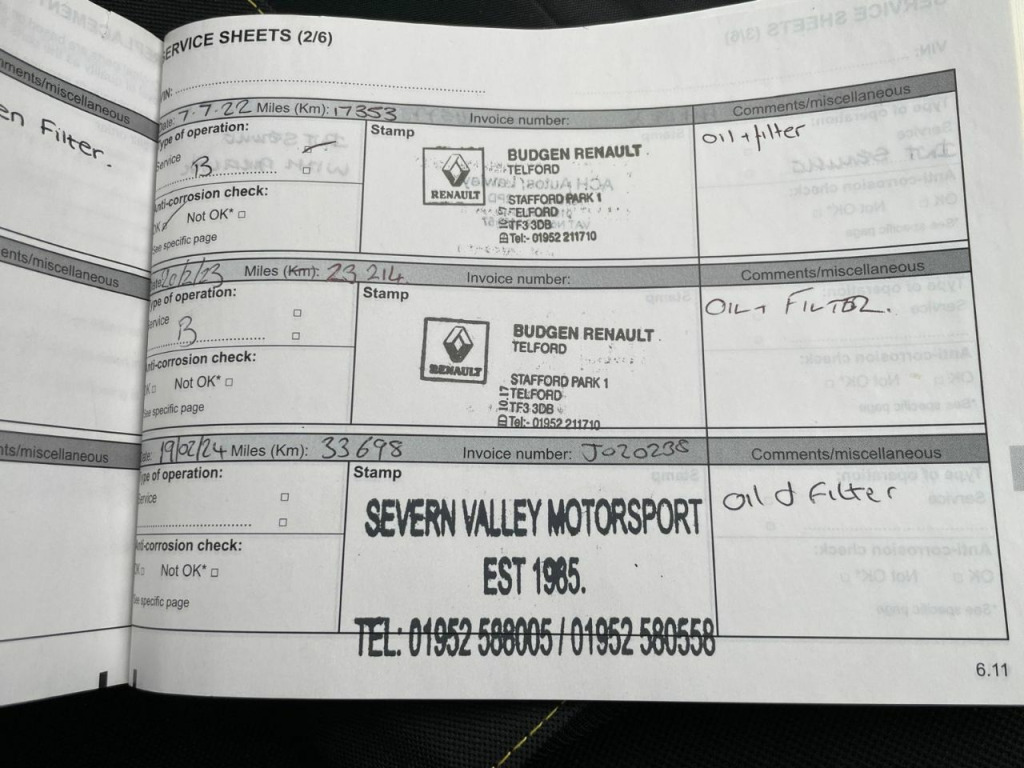 SERVICE SHEETS (2/6)
VIN:
Comments/miscellaneous
en Filter.
Date: 7.7.22 Miles (Km): 17353 Invoice number: Comments/miscellaneous
Type of operation:
Service
B
Anti-corrosion check:
OK Not OK*
See specific page
Stamp
RENAULT
BUDGEN RENAULT
TELFORD
STAFFORD PARK 1
TELFORD
TF3 3DB
Tel:- 01952 211710
Oil + filter
Comments/miscellaneous
Date: 20/2/23 Miles (Km): 23 214 Invoice number: Comments/miscellaneous
Type of operation:
Service
B
Anti-corrosion check:
OK Not OK*
See specific page
Stamp
RENAULT
BUDGEN RENAULT
TELFORD
STAFFORD PARK 1
TELFORD
TF3 3DB
Tel:- 01952 211710
OIL + FILTER.
Comments/miscellaneous
Date: 19/02/24 Miles (Km): 33698 Invoice number: J020238 Comments/miscellaneous
Type of operation:
Service
Anti-corrosion check:
OK Not OK*
See specific page
Stamp
SEVERN VALLEY MOTORSPORT
EST 1985.
TEL: 01952 588005 / 01952 580558
Oil & Filter
6.11